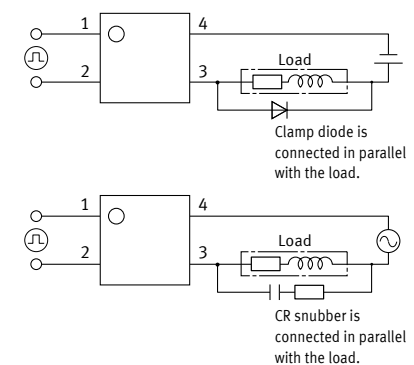 1
4
Load
2
3
Clamp diode is
connected in parallel
with the load.
1
4
Load
2
3
CR snubber is
connected in parallel
with the load.